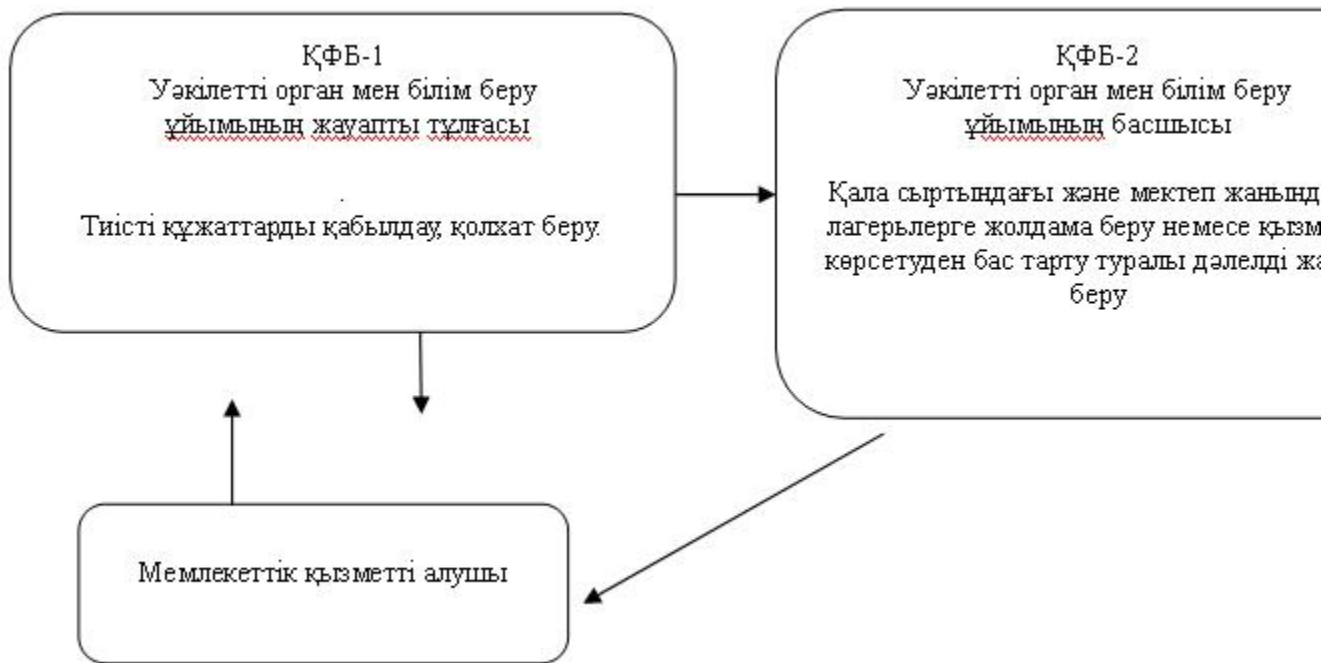 ҚФБ-1
Уәкілетті орган мен білім беру
ұйымының жауапты тұлғасы
.
Тиісті құжаттарды қабылдау, қолхат беру.
ҚФБ-2
Уәкілетті орган мен білім беру
ұйымының басшысы
Қала сыртындағы және мектеп жанынд
лагерьлерге жолдама беру немесе қызм
көрсетуден бас тарту туралы дәлелді жа
беру
Мемлекеттік қызметті алушы